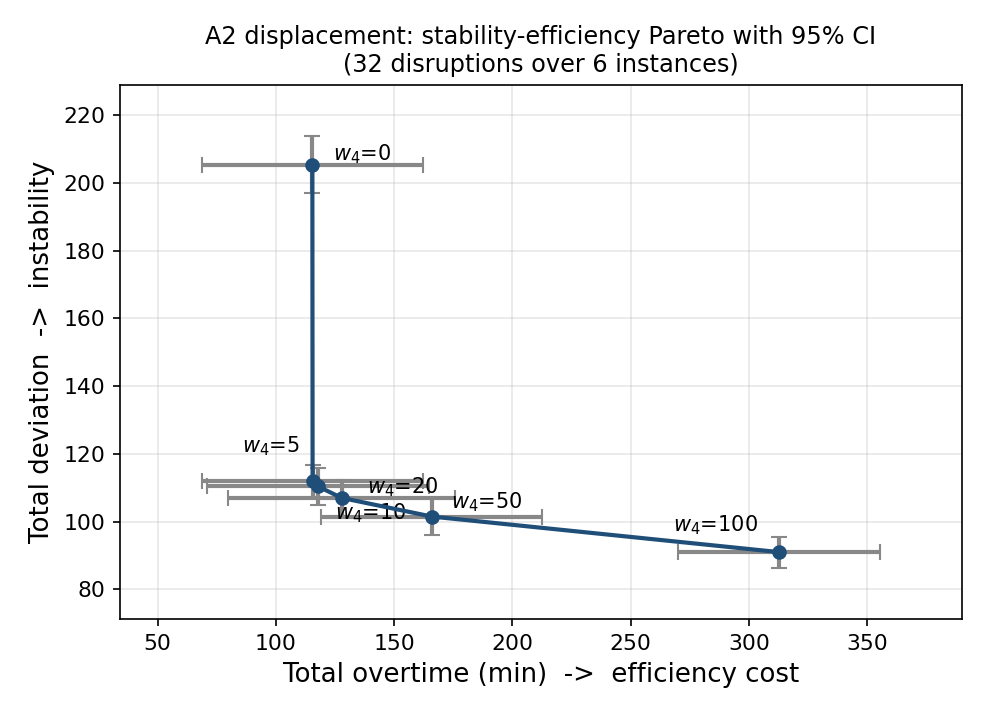 A2 displacement: stability-efficiency Pareto with 95% CI
(32 disruptions over 6 instances)
Total deviation -> instability
220
200
180
160
140
120
100
80
w₄=0
w₄=5
w₄=20
w₄=10
w₄=50
w₄=100
50 100 150 200 250 300 350
Total overtime (min) -> efficiency cost